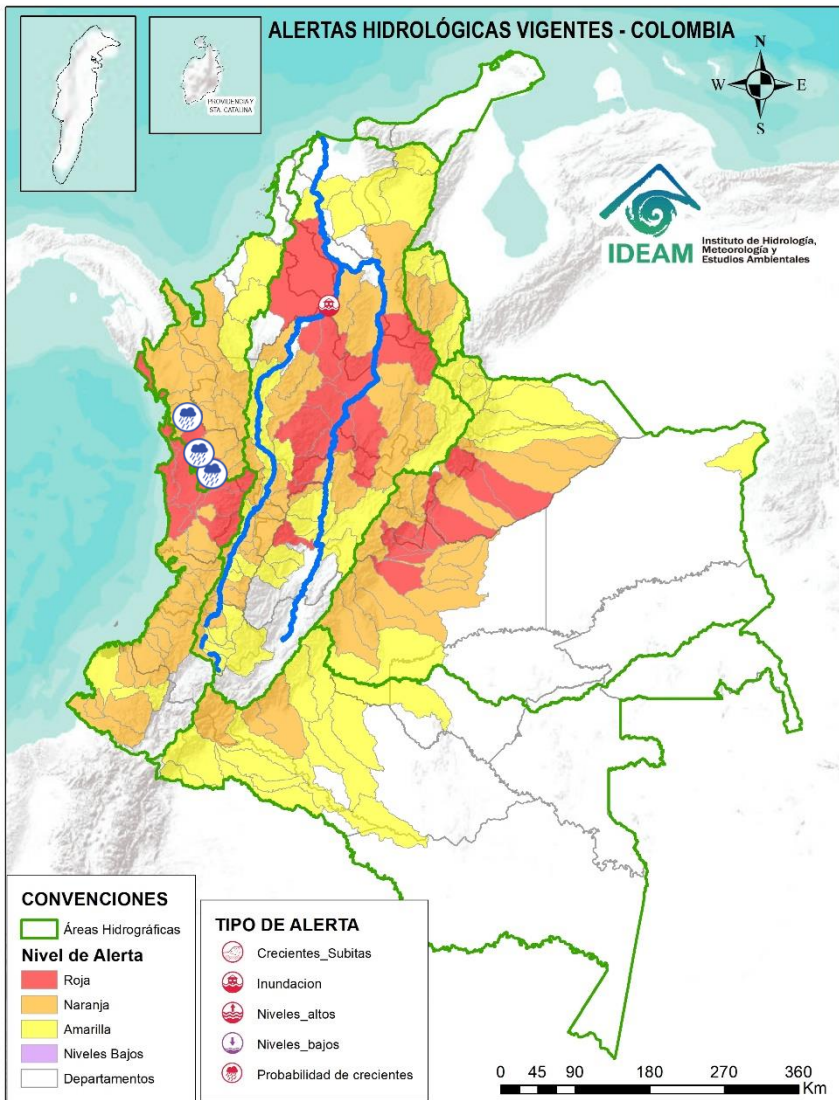 ALERTAS HIDROLÓGICAS VIGENTES - COLOMBIA
PROVIDENCIA Y
STA. CATALINA
N
W
E
S
IDEAM
Instituto de Hidrología,
Meteorología y
Estudios Ambientales
CONVENCIONES
Áreas Hidrográficas
Nivel de Alerta
Roja
Naranja
Amarilla
Niveles Bajos
Departamentos
TIPO DE ALERTA
Crecientes_Subitas
Inundacion
Niveles_altos
Niveles_bajos
Probabilidad de crecientes
0 45 90 180 270 360
Km